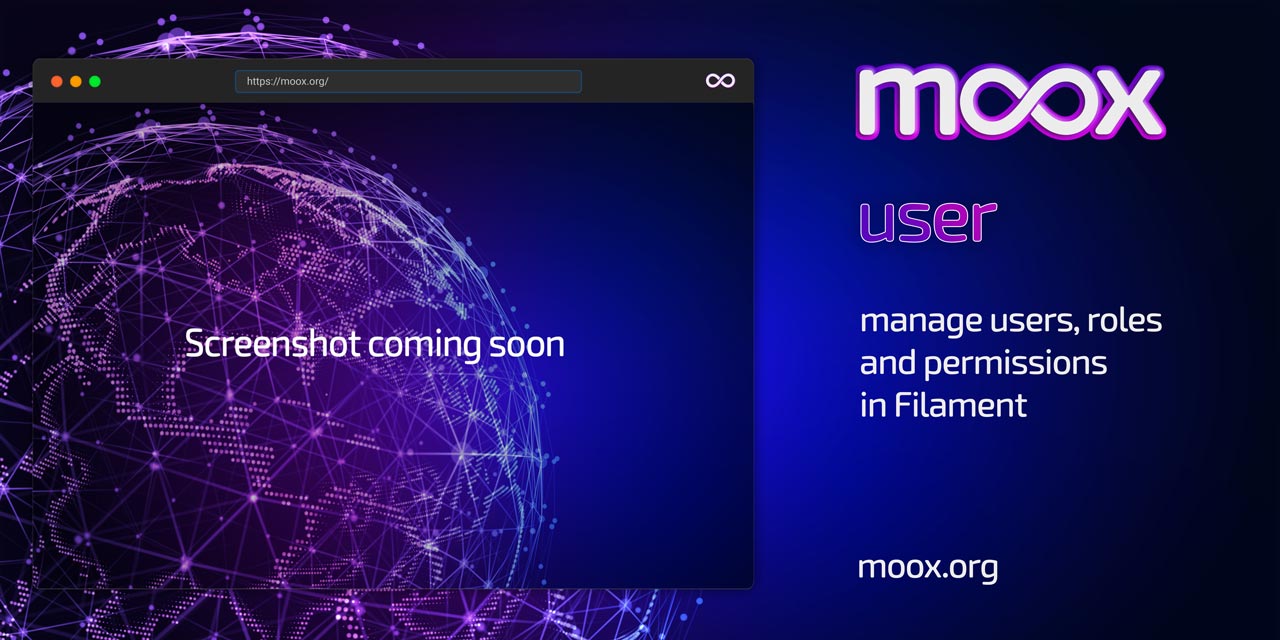 https://moox.org/
Screenshot coming soon
moox
user
manage users, roles
and permissions
in Filament
moox.org